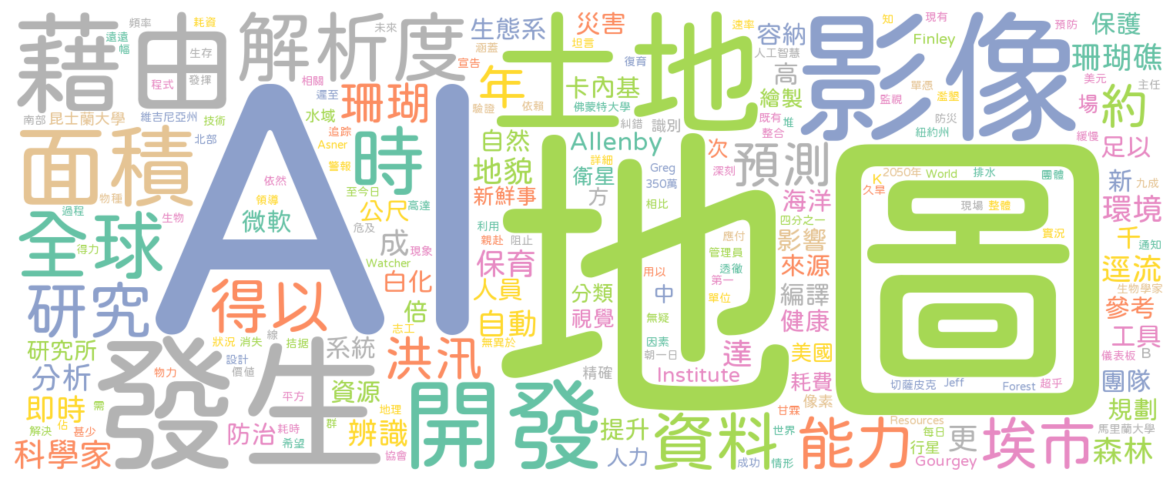 頻率 耗資 未來 生態系 災害 速率 知 現有 預防 保護
遠遠 幅 藉由 生存 解析度 宣告 涵蓋 坦言 容納 人工智慧 影像 Finley 珊瑚礁
程式 發揮 相關 遲至 年 復育 土地 高 單憑 濫墾 美元 主任
卡內基 佛蒙特大學 繪製 監視 場 約
南部 昆士蘭大學 維吉尼亞州 技術 珊瑚 水域 驗證 依賴 既有 堆 防災 紐約州 緩慢
面積 北部 追蹤 時 自然 Allenby 糾錯 識別 整合 次 足以
Asner 警報 地貌 詳細 衛星 Greg 350萬 深刻 預測 K 2050年 World 排水 團體 九成
物種 依然 至今日 新鮮事 方 相比 海洋 久旱 新 環境
過程 生物 領導 微軟 公尺 高達 利用 四分之一 現場 整體
全球 得力 危及 成 現象 親赴 阻止 應付 影響 實況 千 通知
Watcher 保育 管理員 透徹 來源 逕流
研究 得以 白化 人員 分類 用以 中 第一 單位 編譯 生物學家
倍 自動 視覺 無疑 健康 參考
志工 無異於 因素 達 圖 工具
研究所 狀況 消失 線 拮据 系統 洪汛 朝一日 美國 儀表板 B
分析 設計 價值 物力 精確 Institute 耗費 切薩皮克 Jeff Forest 超乎 團隊
即時 需 發生 平方 資源 地理 開發 地 像素 規劃
解決 佔 甚少 耗時 群 辨識 提升 資料 甘霖 Resources 馬里蘭大學
科學家 防治 希望 協會 人力 世界 能力 每日 更 埃市 森林
成功 情形 行星 Gourgey
AI